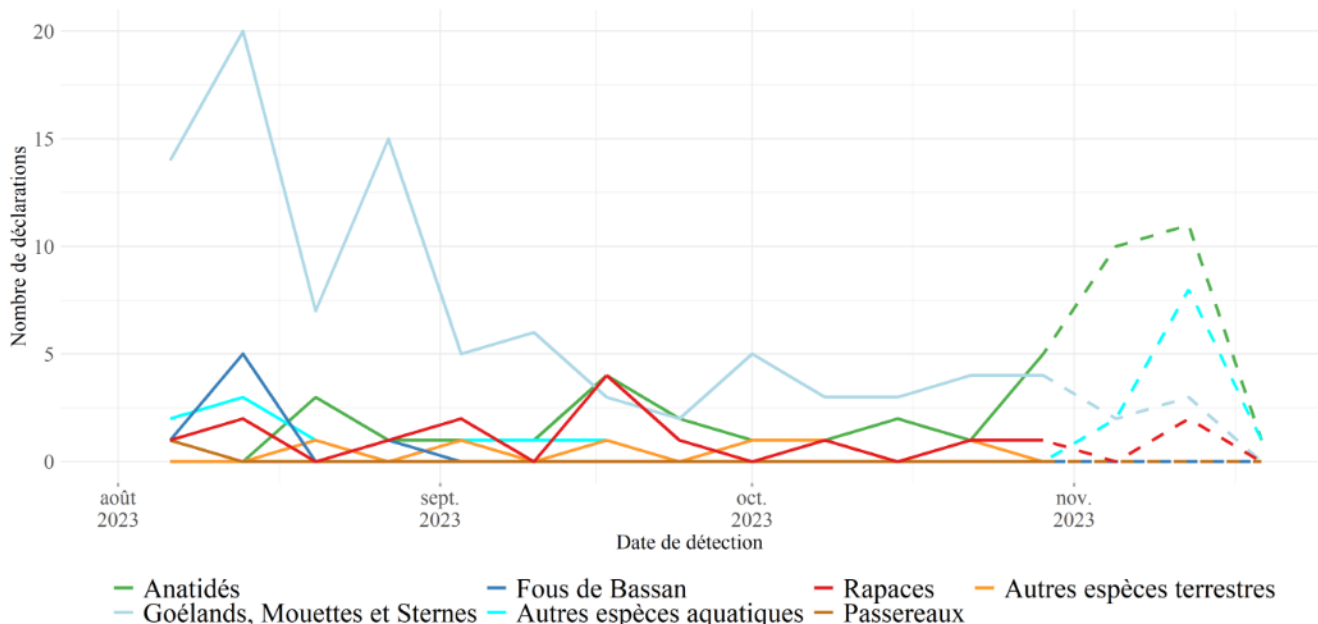 20
15
10
5
0
Nombre de déclarations
août
2023
sept.
2023
oct.
2023
nov.
2023
Date de détection
Anatidés
Fous de Bassan
Rapaces
Autres espèces terrestres
Goélands, Mouettes et Sternes
Autres espèces aquatiques
Passereaux